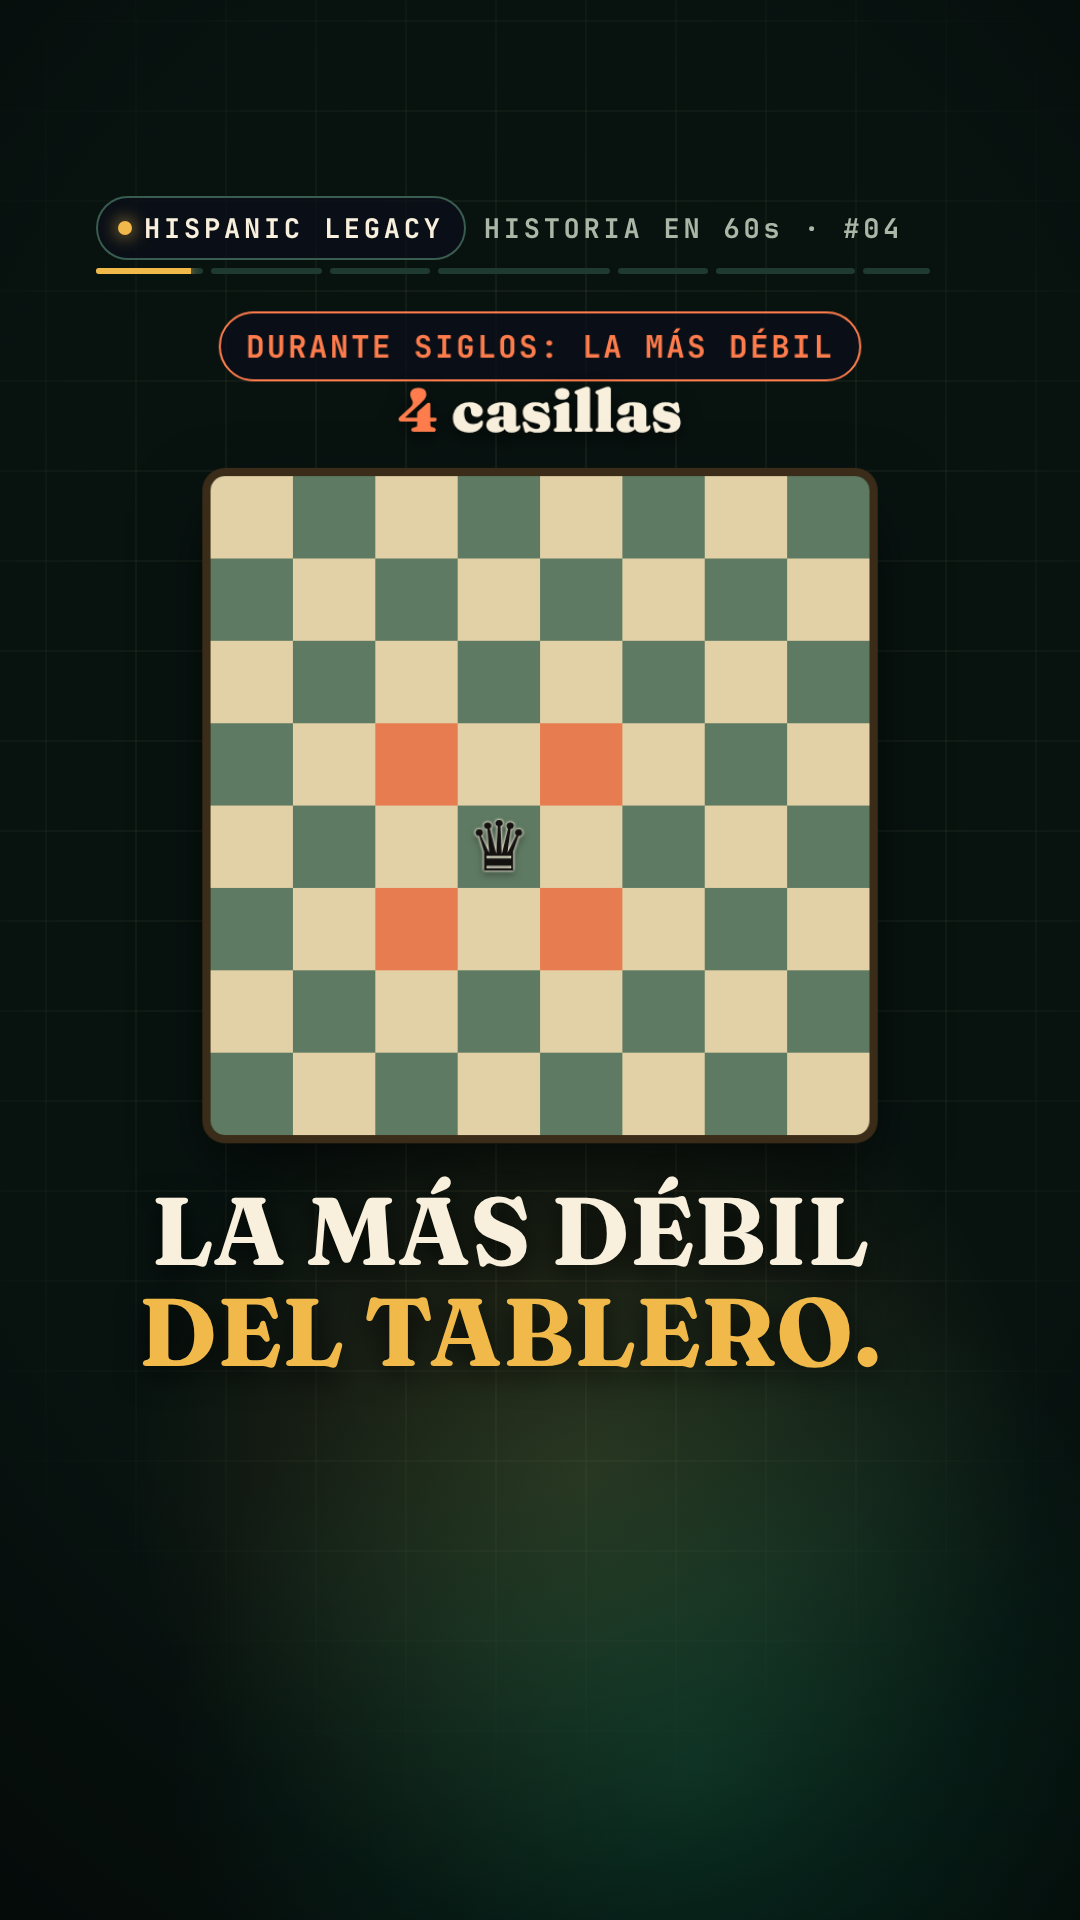 HISPANIC LEGACY
HISTORIA EN 60s · #04
DURANTE SIGLOS: LA MÁS DÉBIL
4 casillas
LA MÁS DÉBIL
DEL TABLERO.